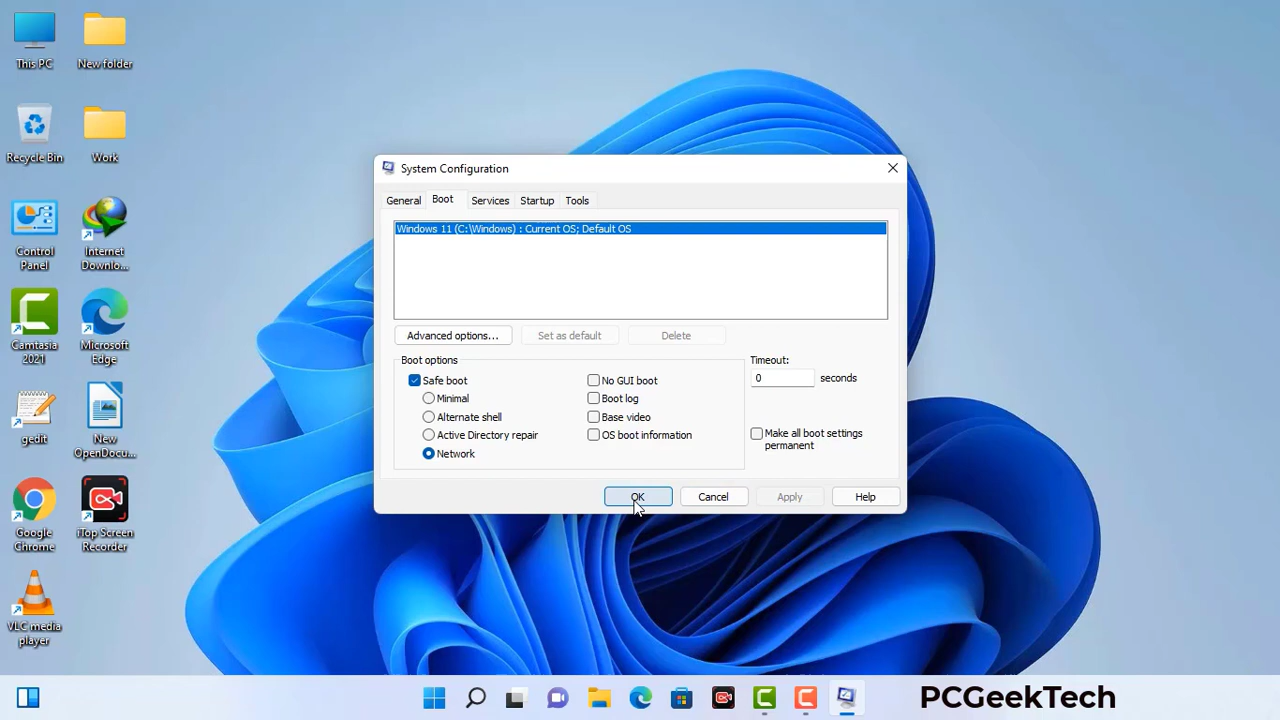 This PC
New folder
Recycle Bin
Work
Control
Panel
Internet
Downlo...
Camtasia
2021
Microsoft
Edge
gedit
New
OpenDocu...
Google
Chrome
iTop Screen
Recorder
VLC media
player
System Configuration
General
Boot
Services
Startup
Tools
Windows 11 (C:\Windows) : Current OS; Default OS
Advanced options...
Set as default
Delete
Boot options
Safe boot
Minimal
Alternate shell
Active Directory repair
Network
No GUI boot
Boot log
Base video
OS boot information
Timeout:
0
seconds
Make all boot settings
permanent
OK
Cancel
Apply
Help
PCGeekTech